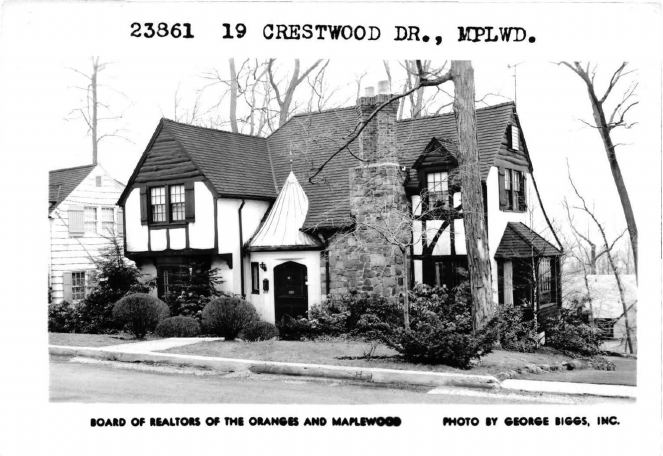 23861 19 CRESTWOOD DR., MPLWD.
BOARD OF REALTORS OF THE ORANGES AND MAPLEWOOD PHOTO BY GEORGE BIGGS, INC.